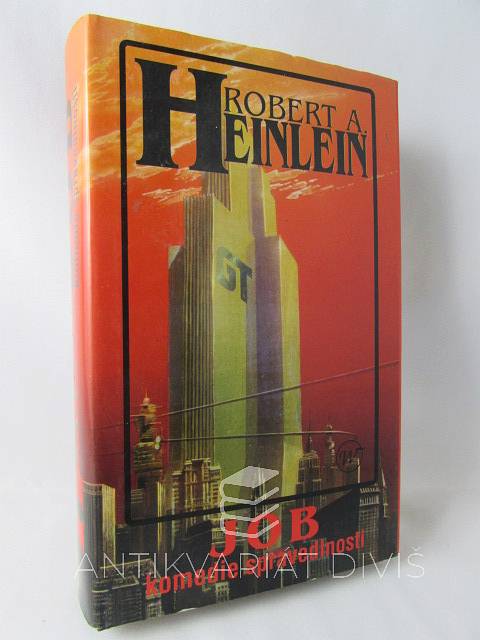 ROBERT A.
HEINLEIN
GT
JOB
komedie spravedlnosti
ANTIKVARIÁT DIVIŠ